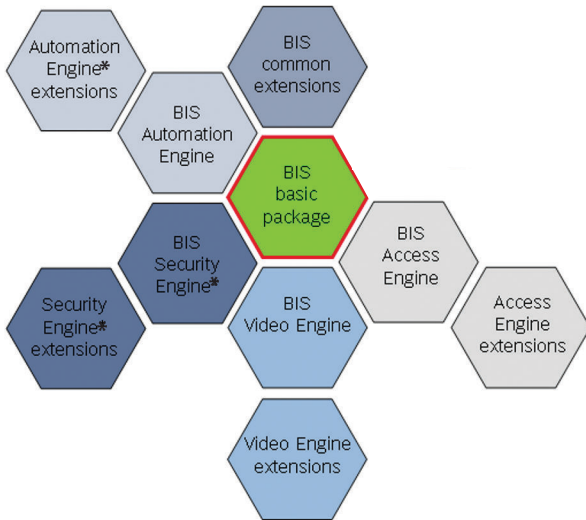 Automation
Engine*
extensions
BIS
common
extensions
BIS
Automation
Engine
BIS
basic
package
BIS
Security
Engine*
BIS
Access
Engine
Security
Engine*
extensions
BIS
Video Engine
Access
Engine
extensions
Video Engine
extensions